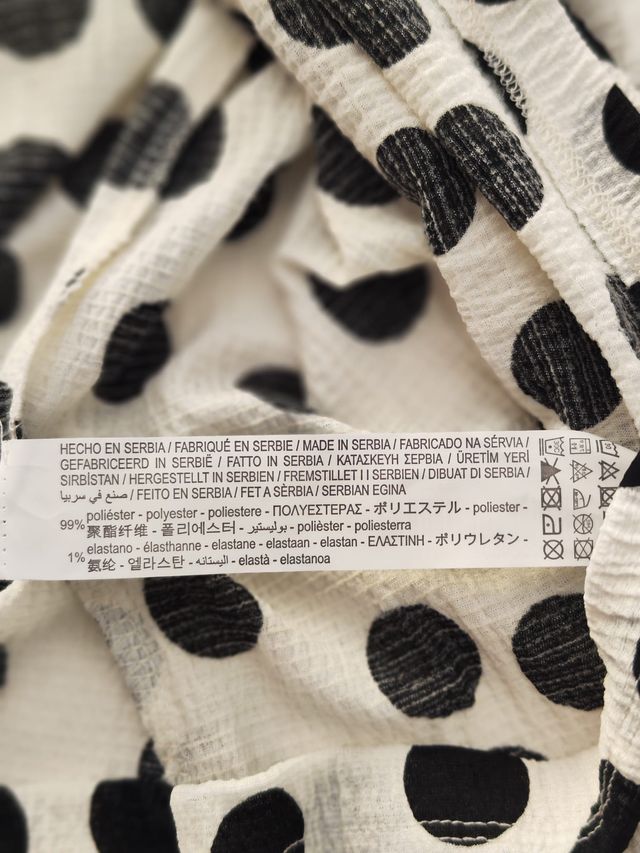 HECHO EN SERBIA / FABRIQUÉ EN SERBIE / MADE IN SERBIA / FABRICADO NA SÉRVIA /
GEFABRICEERD IN SERBIË / FATTO IN SERBIA / ΚΑΤΑΣΚΕΥΗ ΣΕΡΒΙΑ / ÜRETİM YERİ
SIRBİSTAN / HERGESTELLT IN SERBIEN / FREMSTILLET I I SERBIEN / DIBUAT DI SERBIA /
صنع في سربيا / FEITO EN SERBIA / FET A SÈRBIA / SERBIAN EGINA
99% poliéster - polyester - poliestere - ΠΟΛΥΕΣΤΕΡΑΣ - ポリエステル - poliester -
聚酯纤维 - 폴리에스터 - بوليستير - polièster - poliesterra
1% elastano - élasthanne - elastane - elastaan - elastan - ΕΛΑΣΤΙΝΗ - ポリウレタン -
氨纶 - 엘라스탄 - اليستانه - elastà - elastanoa